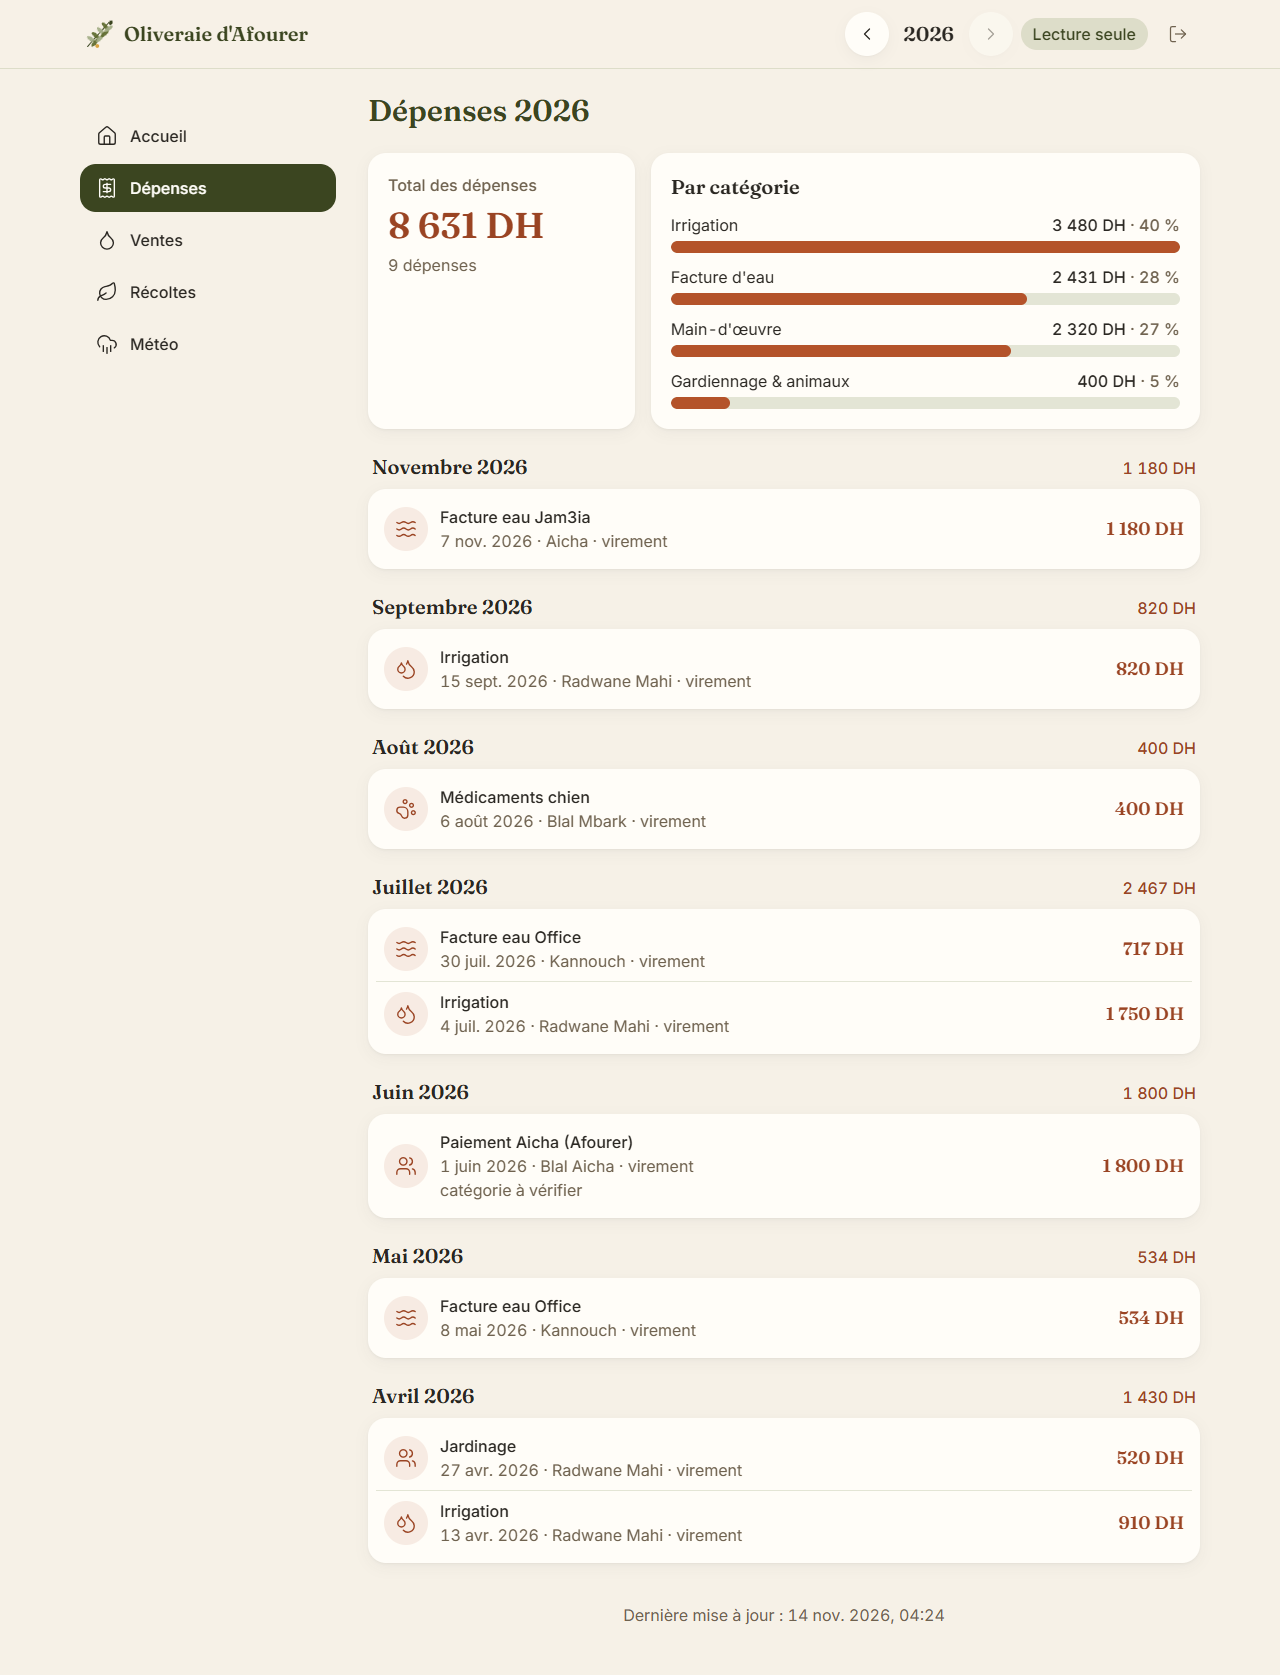 Oliveraie d'Afourer
2026
Lecture seule
Accueil
Dépenses
Ventes
Récoltes
Météo
Dépenses 2026
Total des dépenses
8 631 DH
9 dépenses
Par catégorie
Irrigation 3 480 DH · 40 %
Facture d'eau 2 431 DH · 28 %
Main-d'œuvre 2 320 DH · 27 %
Gardiennage & animaux 400 DH · 5 %
Novembre 2026 1 180 DH
Facture eau Jam3ia
7 nov. 2026 · Aicha · virement
1 180 DH
Septembre 2026 820 DH
Irrigation
15 sept. 2026 · Radwane Mahi · virement
820 DH
Août 2026 400 DH
Médicaments chien
6 août 2026 · Blal Mbark · virement
400 DH
Juillet 2026 2 467 DH
Facture eau Office
30 juil. 2026 · Kannouch · virement
717 DH
Irrigation
4 juil. 2026 · Radwane Mahi · virement
1 750 DH
Juin 2026 1 800 DH
Paiement Aicha (Afourer)
1 juin 2026 · Blal Aicha · virement
catégorie à vérifier
1 800 DH
Mai 2026 534 DH
Facture eau Office
8 mai 2026 · Kannouch · virement
534 DH
Avril 2026 1 430 DH
Jardinage
27 avr. 2026 · Radwane Mahi · virement
520 DH
Irrigation
13 avr. 2026 · Radwane Mahi · virement
910 DH
Dernière mise à jour : 14 nov. 2026, 04:24